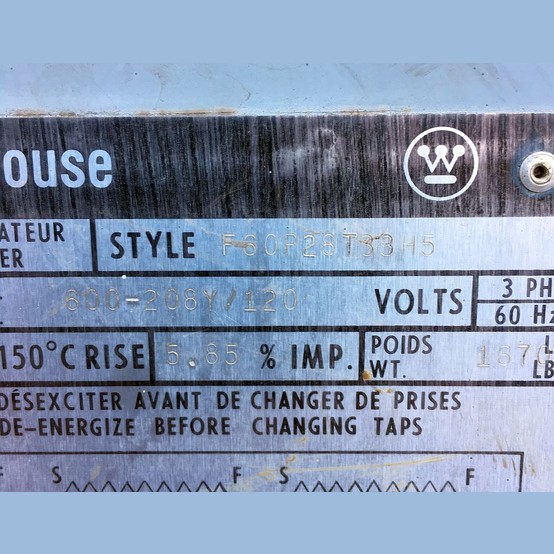 ouse W
ATEUR
ER STYLE
600-208Y/120 VOLTS 3 PH
60 Hz
150°C RISE 5.85 % IMP. POIDS L
WT. LB
DÉSEXCITER AVANT DE CHANGER DE PRISES
DE-ENERGIZE BEFORE CHANGING TAPS
F S F S F